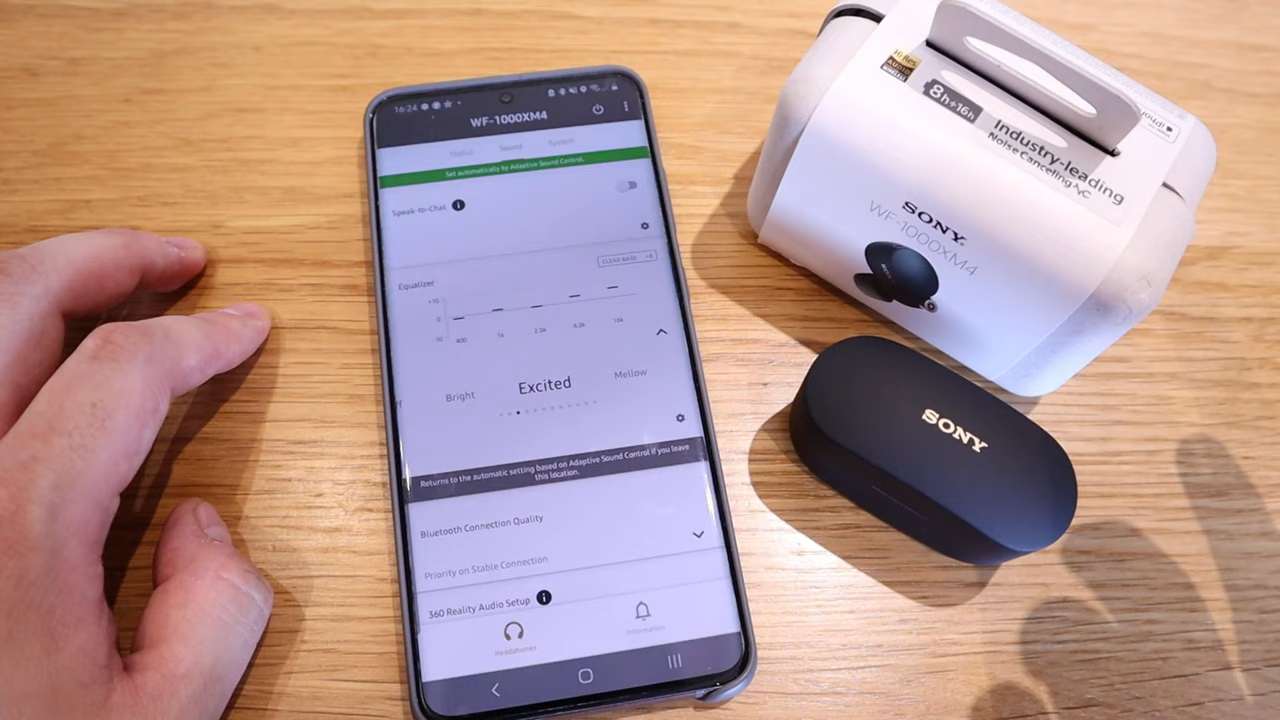 16:24
WF-1000XM4
Status Sound System
Set automatically by Adaptive Sound Control.
Speak-to-Chat
CLEAR BASS
Equalizer
+10
0
-10
400 1k 2.5k 6.3k 16k
Bright Excited Mellow
Returns to the automatic setting based on Adaptive Sound Control if you leave
this location.
Bluetooth Connection Quality
Priority on Stable Connection
360 Reality Audio Setup
Headphones Information
Hi-Res
AUDIO
WIRELESS
8h+16h
Industry-leading
Noise Canceling
SONY
WF-1000XM4
SONY